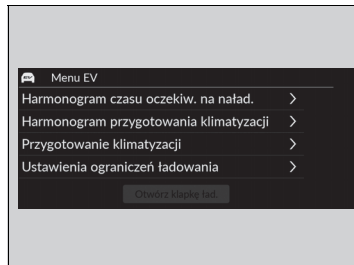 Menu EV
Harmonogram czasu oczekiw. na naład.
Harmonogram przygotowania klimatyzacji
Przygotowanie klimatyzacji
Ustawienia ograniczeń ładowania
Otwórz klapkę ład.